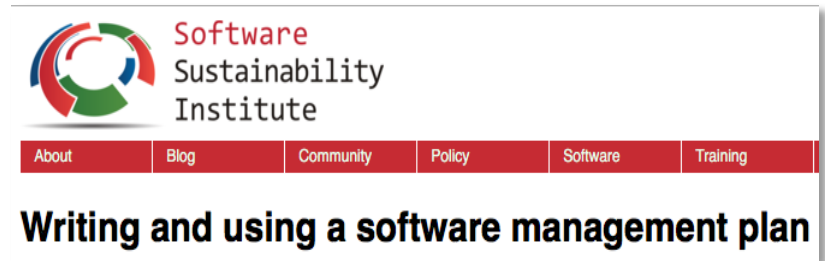 Software
Sustainability
Institute
About Blog Community Policy Software Training
Writing and using a software management plan